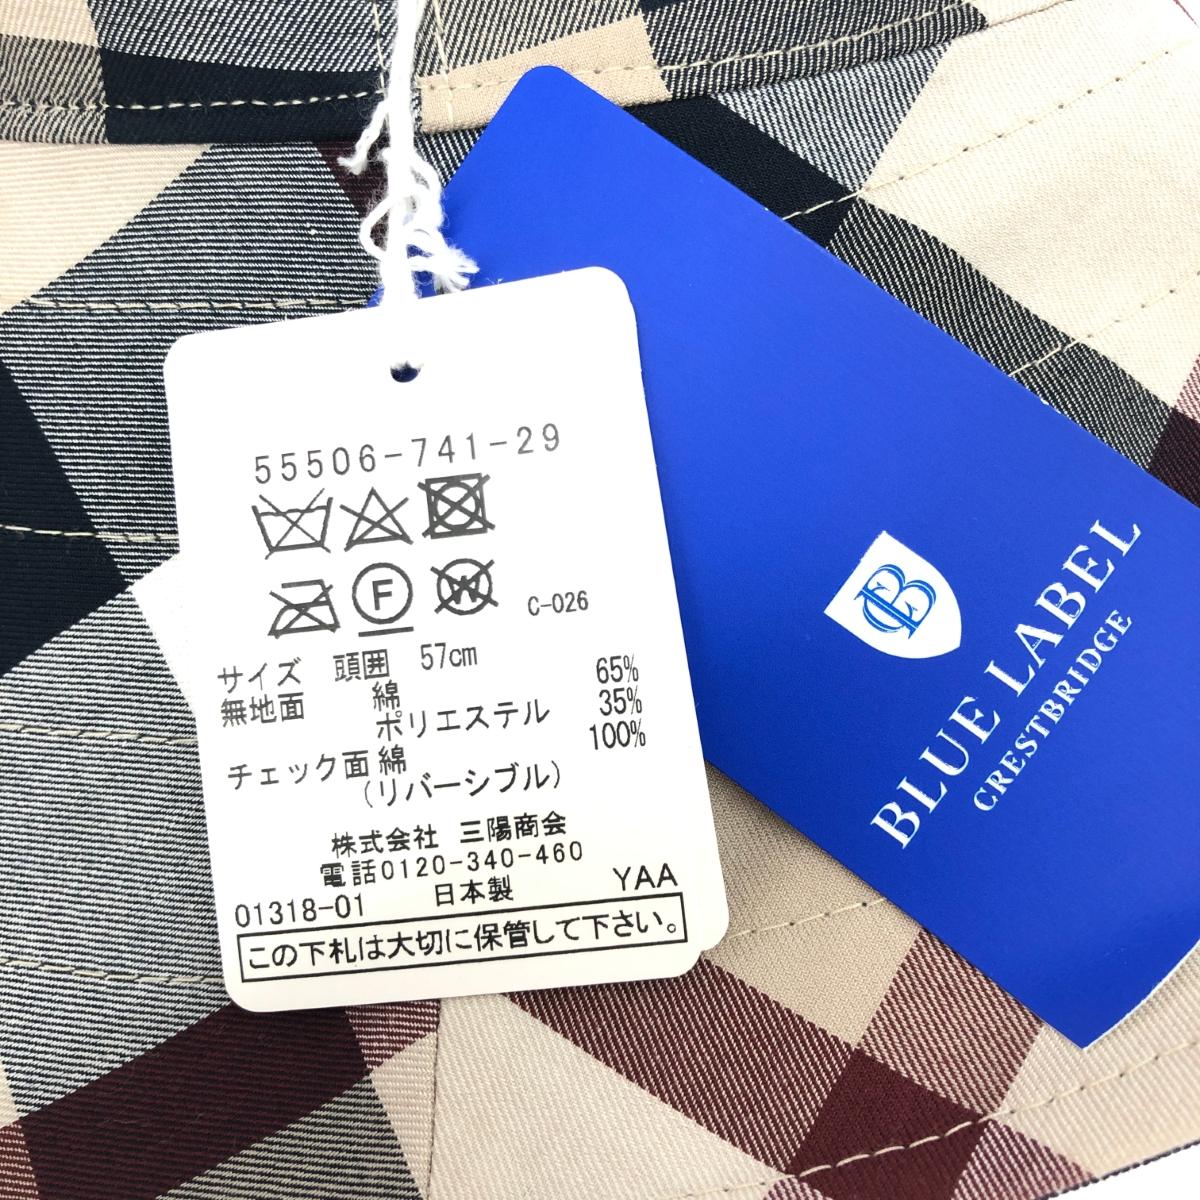 55506-741-29
F
W
C-026
サイズ 頭囲 57cm
無地面 綿 65%
ポリエステル 35%
チェック面 綿 100%
(リバーシブル)
株式会社 三陽商会
電話0120-340-460
01318-01 日本製 YAA
この下札は大切に保管して下さい。
CB
BLUE LABEL
CRESTBRIDGE